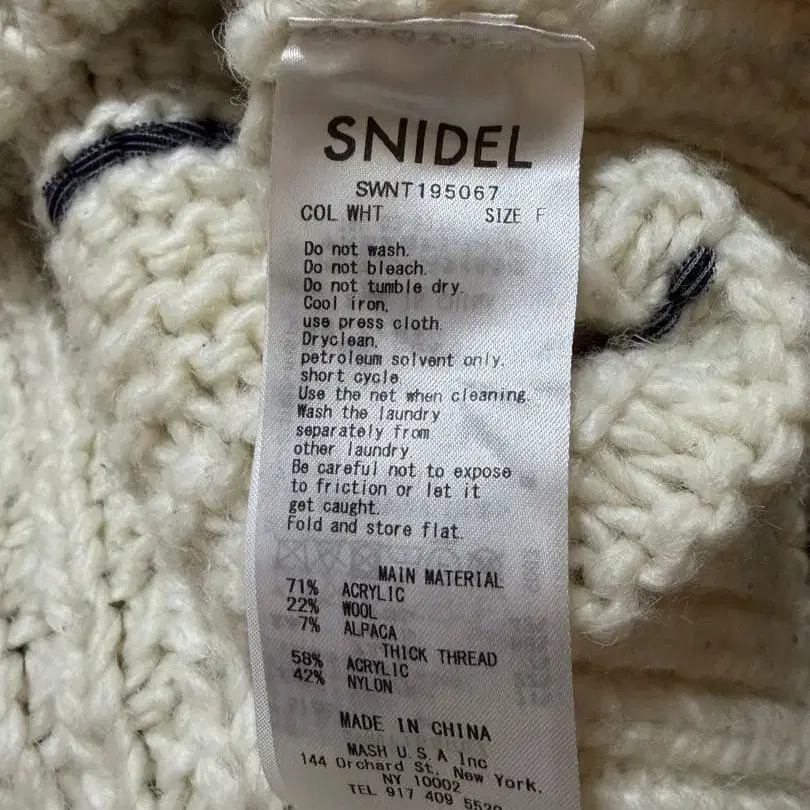 SNIDEL
SWNT195067
COL WHT SIZE F
Do not wash.
Do not bleach.
Do not tumble dry.
Cool iron,
use press cloth.
Dryclean,
petroleum solvent only.
short cycle
Use the net when cleaning.
Wash the laundry
separately from
other laundry
Be careful not to expose
to friction or let it
get caught.
Fold and store flat.
MAIN MATERIAL
71% ACRYLIC
22% WOOL
7% ALPACA
THICK THREAD
58% ACRYLIC
42% NYLON
MADE IN CHINA
MASH U.S.A Inc
144 Orchard St, New York,
NY 10002
TEL 917 409